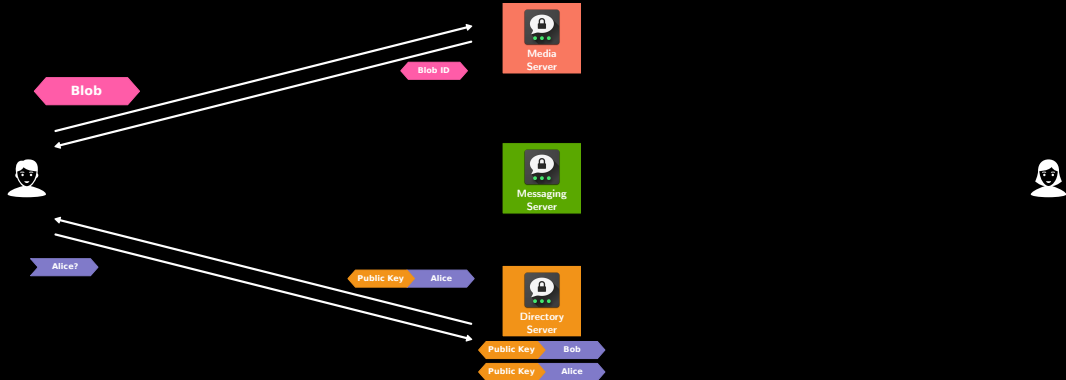 Media
Server
Blob ID
Blob
Messaging
Server
Alice?
Public Key Alice
Directory
Server
Public Key Bob
Public Key Alice